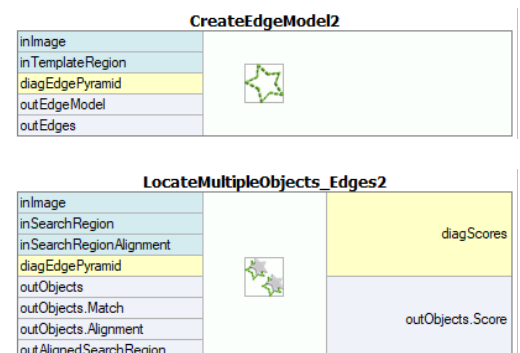 CreateEdgeModel2
inImage
inTemplateRegion
diagEdgePyramid
outEdgeModel
outEdges
LocateMultipleObjects_Edges2
inImage
inSearchRegion
inSearchRegionAlignment
diagEdgePyramid
outObjects
outObjects.Match
outObjects.Alignment
outAlignedSearchRegion
diagScores
outObjects.Score